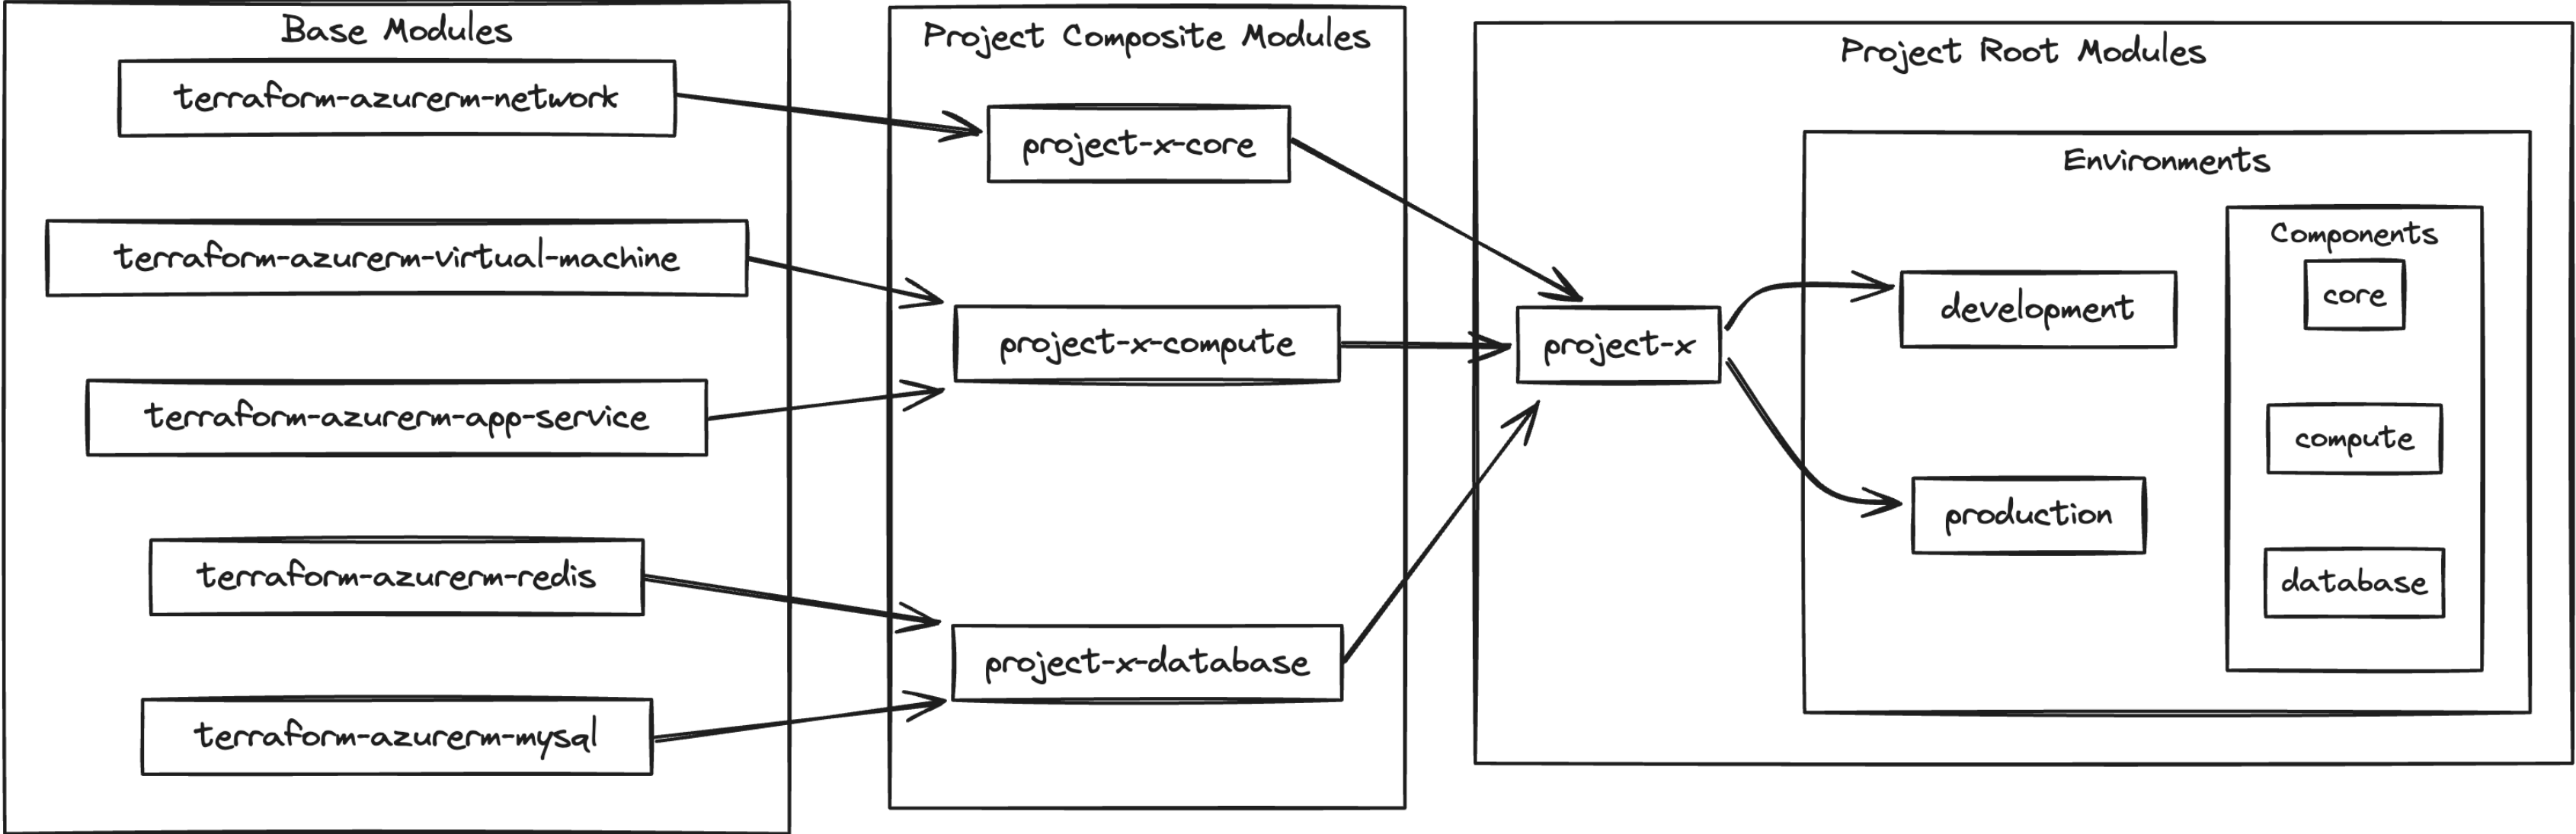 Base Modules
terraform-azurerm-network
terraform-azurerm-virtual-machine
terraform-azurerm-app-service
terraform-azurerm-redis
terraform-azurerm-mysql
Project Composite Modules
project-x-core
project-x-compute
project-x-database
Project Root Modules
project-x
Environments
development
production
Components
core
compute
database